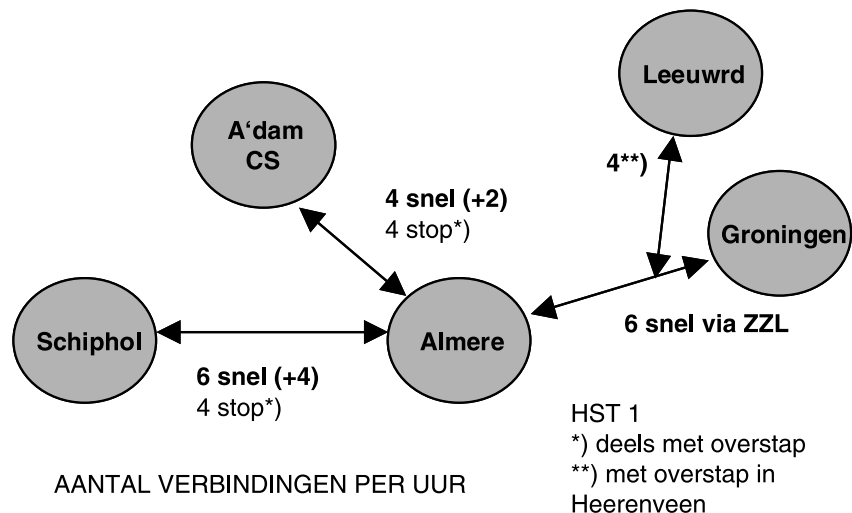 Leeuwrd
A'dam
CS
4**)
4 snel (+2)
4 stop*)
Groningen
Schiphol
Almere
6 snel via ZZL
6 snel (+4)
4 stop*)
HST 1
*) deels met overstap
**) met overstap in
Heerenveen
AANTAL VERBINDINGEN PER UUR